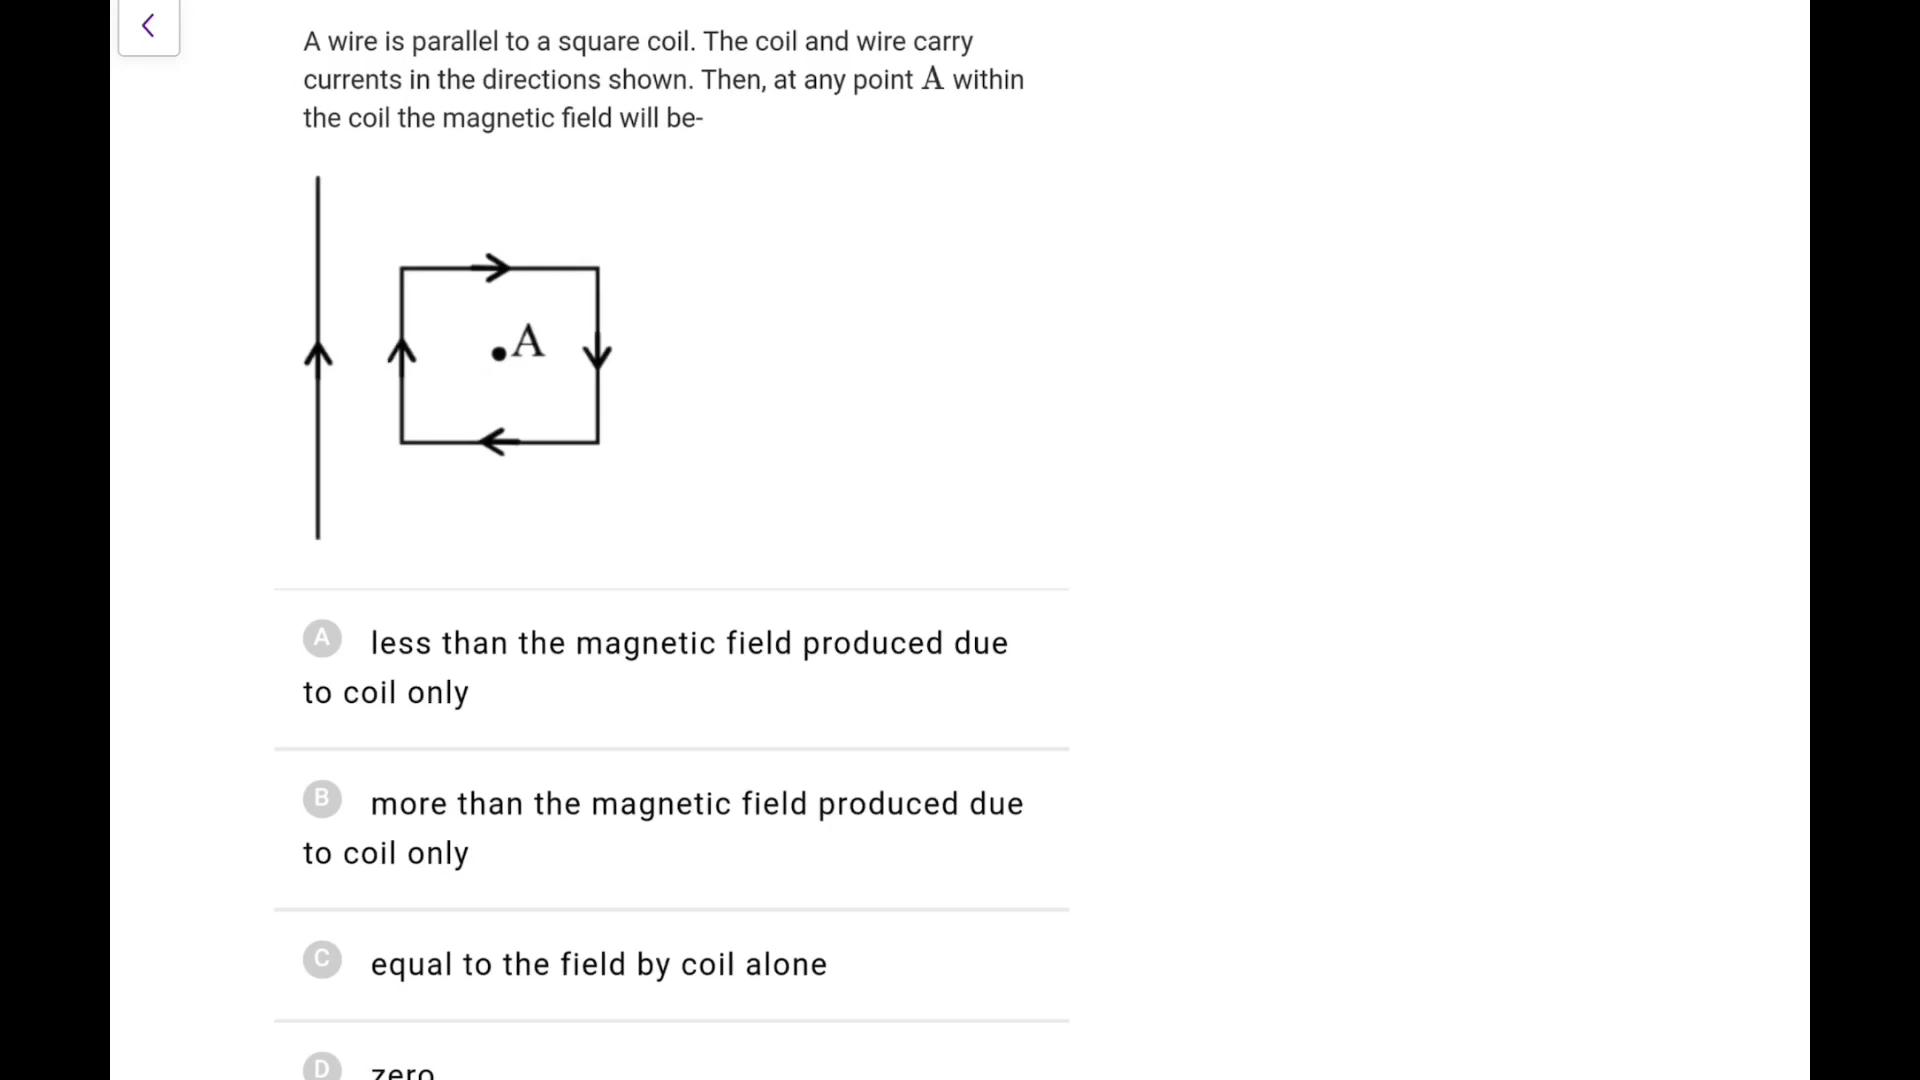 A wire is parallel to a square coil. The coil and wire carry
currents in the directions shown. Then, at any point A within
the coil the magnetic field will be-
A
A less than the magnetic field produced due
to coil only
B more than the magnetic field produced due
to coil only
C equal to the field by coil alone
D zero